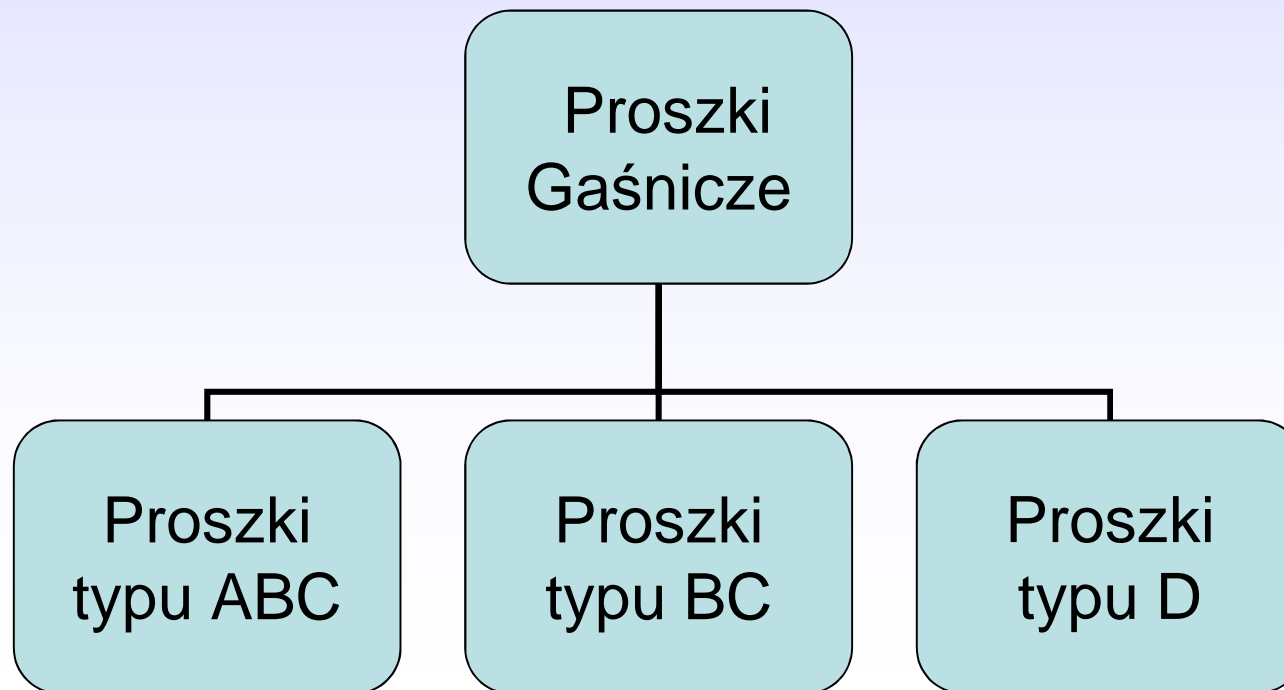 Proszki
Gaśnicze
Proszki
typu ABC
Proszki
typu BC
Proszki
typu D